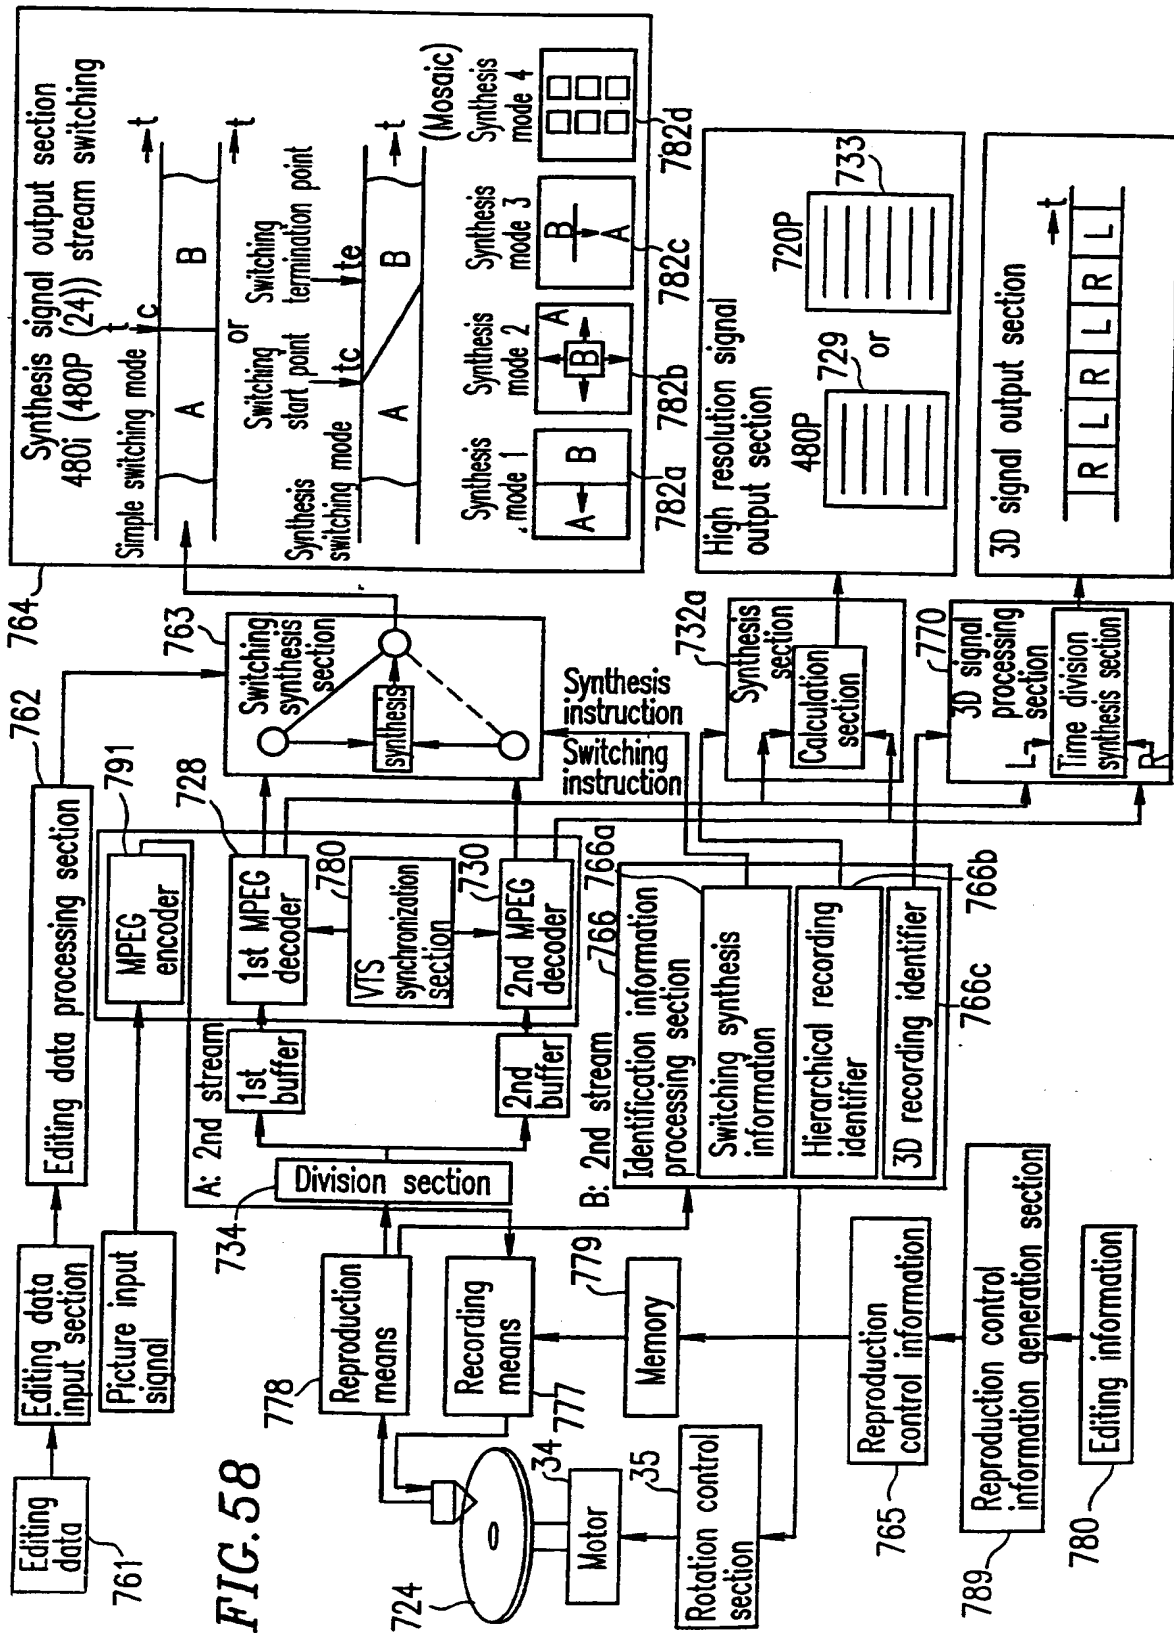 FIG.58
Editing
data
761
Editing data
input section
Editing data processing section
762
Picture input
signal
MPEG
encoder
791
A: 2nd stream
1st buffer
1st MPEG
decoder
728
VTS
synchronization
section
780
2nd buffer
2nd MPEG
decoder
730
Division section
734
Reproduction
means
778
Recording
means
777
Memory
779
724
Motor
34
Rotation control
section
35
Reproduction
control information
765
Reproduction control
information generation section
789
Editing information
780
B: 2nd stream
766
766a
Identification information
processing section
Switching synthesis
information
Hierarchical recording
identifier
766b
3D recording identifier
766c
Switching
synthesis
section
763
synthesis
Synthesis
instruction
Switching
instruction
Synthesis
section
732a
Calculation
section
3D signal
processing
section
770
L
Time division
synthesis section
R
764
Synthesis signal output section
480i (480P (24)) stream switching
Simple switching mode
t
c
t
A
B
t
or
Switching
start point
Switching
termination point
Synthesis
switching mode
tc
te
A
B
t
(Mosaic)
Synthesis
mode 1
Synthesis
mode 2
Synthesis
mode 3
Synthesis
mode 4
A
B
A
B
B
A
782a
782b
782c
782d
High resolution signal
output section
480P
729
or
720P
733
3D signal output section
t
R
L
R
L
R
L